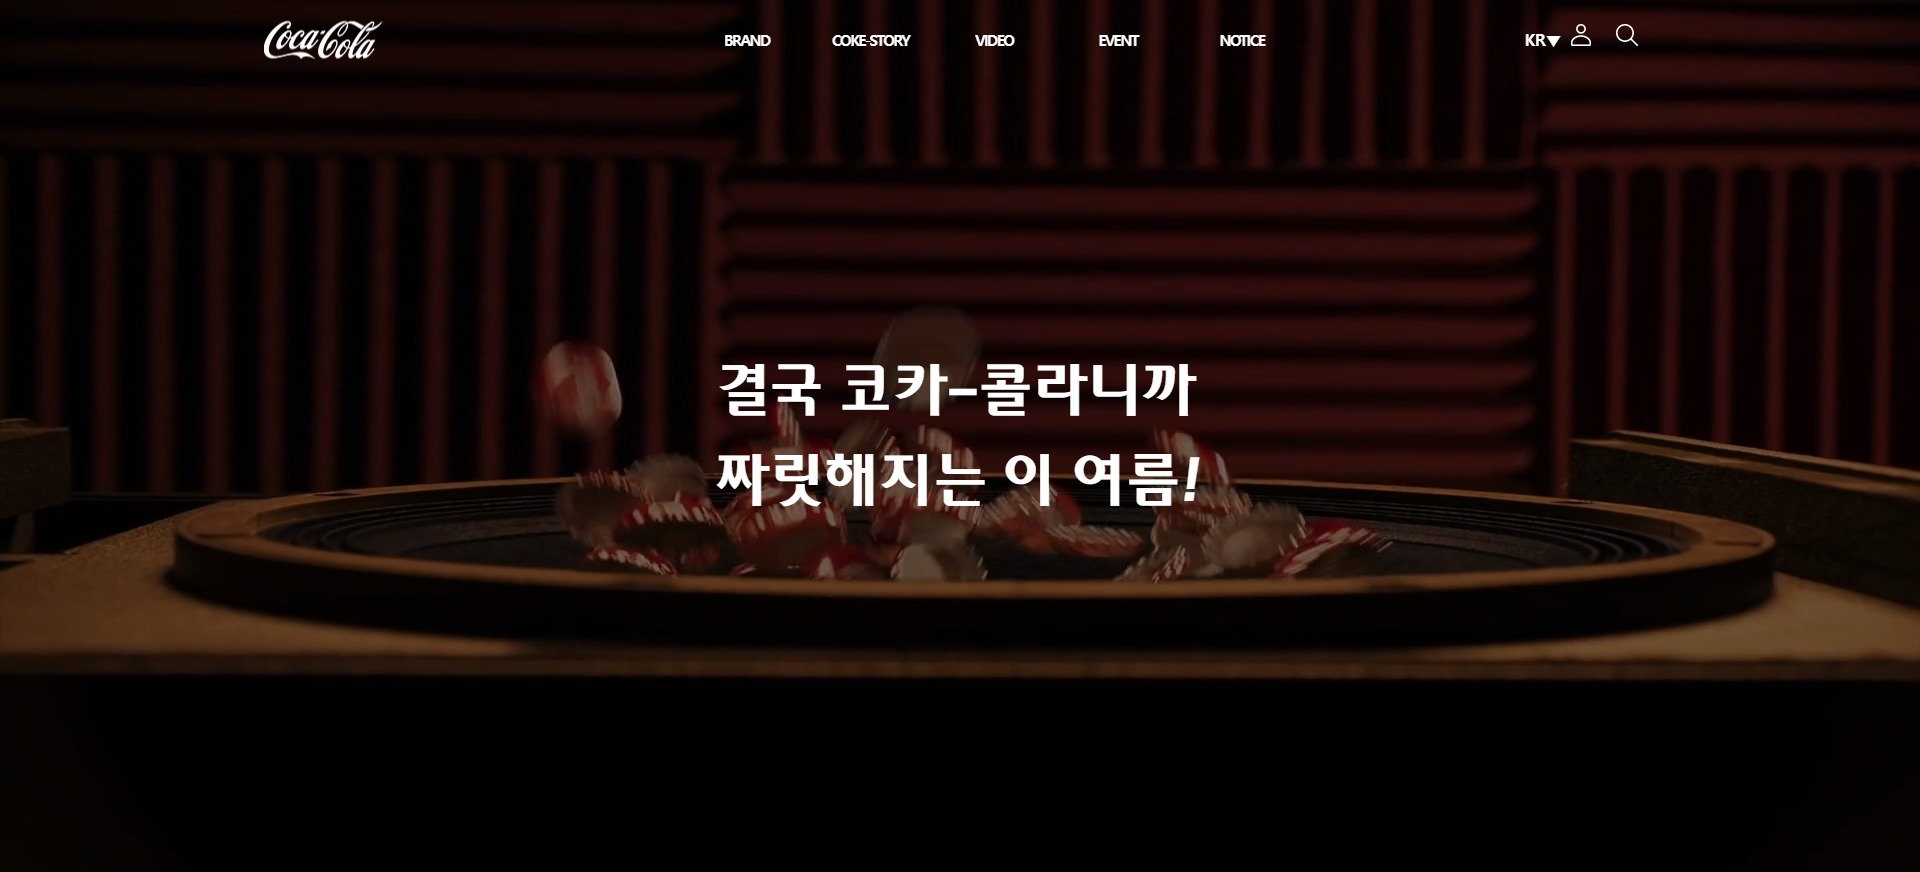 Coca-Cola
BRAND
COKE-STORY
VIDEO
EVENT
NOTICE
KR▼
결국 코카-콜라니까
짜릿해지는 이 여름!